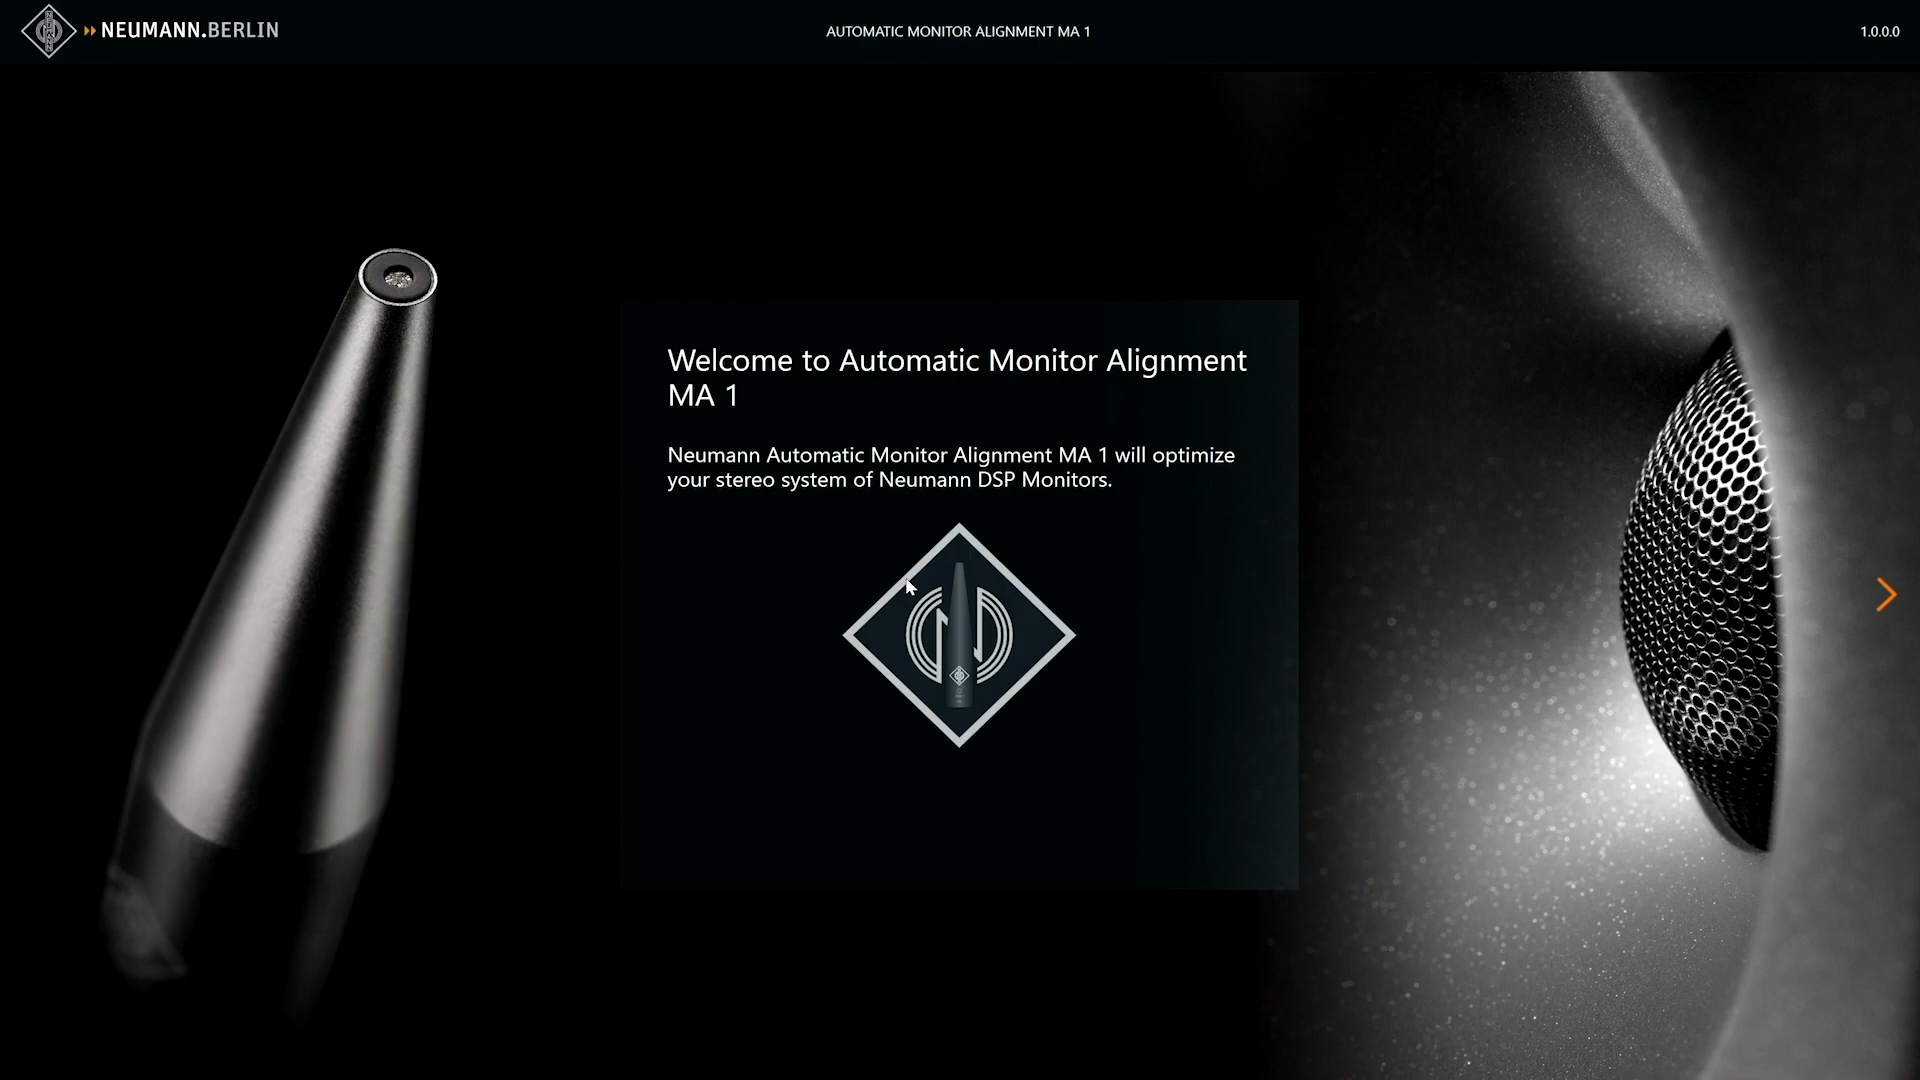 NEUMANN.BERLIN
AUTOMATIC MONITOR ALIGNMENT MA 1
1.0.0.0
Welcome to Automatic Monitor Alignment
MA 1
Neumann Automatic Monitor Alignment MA 1 will optimize
your stereo system of Neumann DSP Monitors.